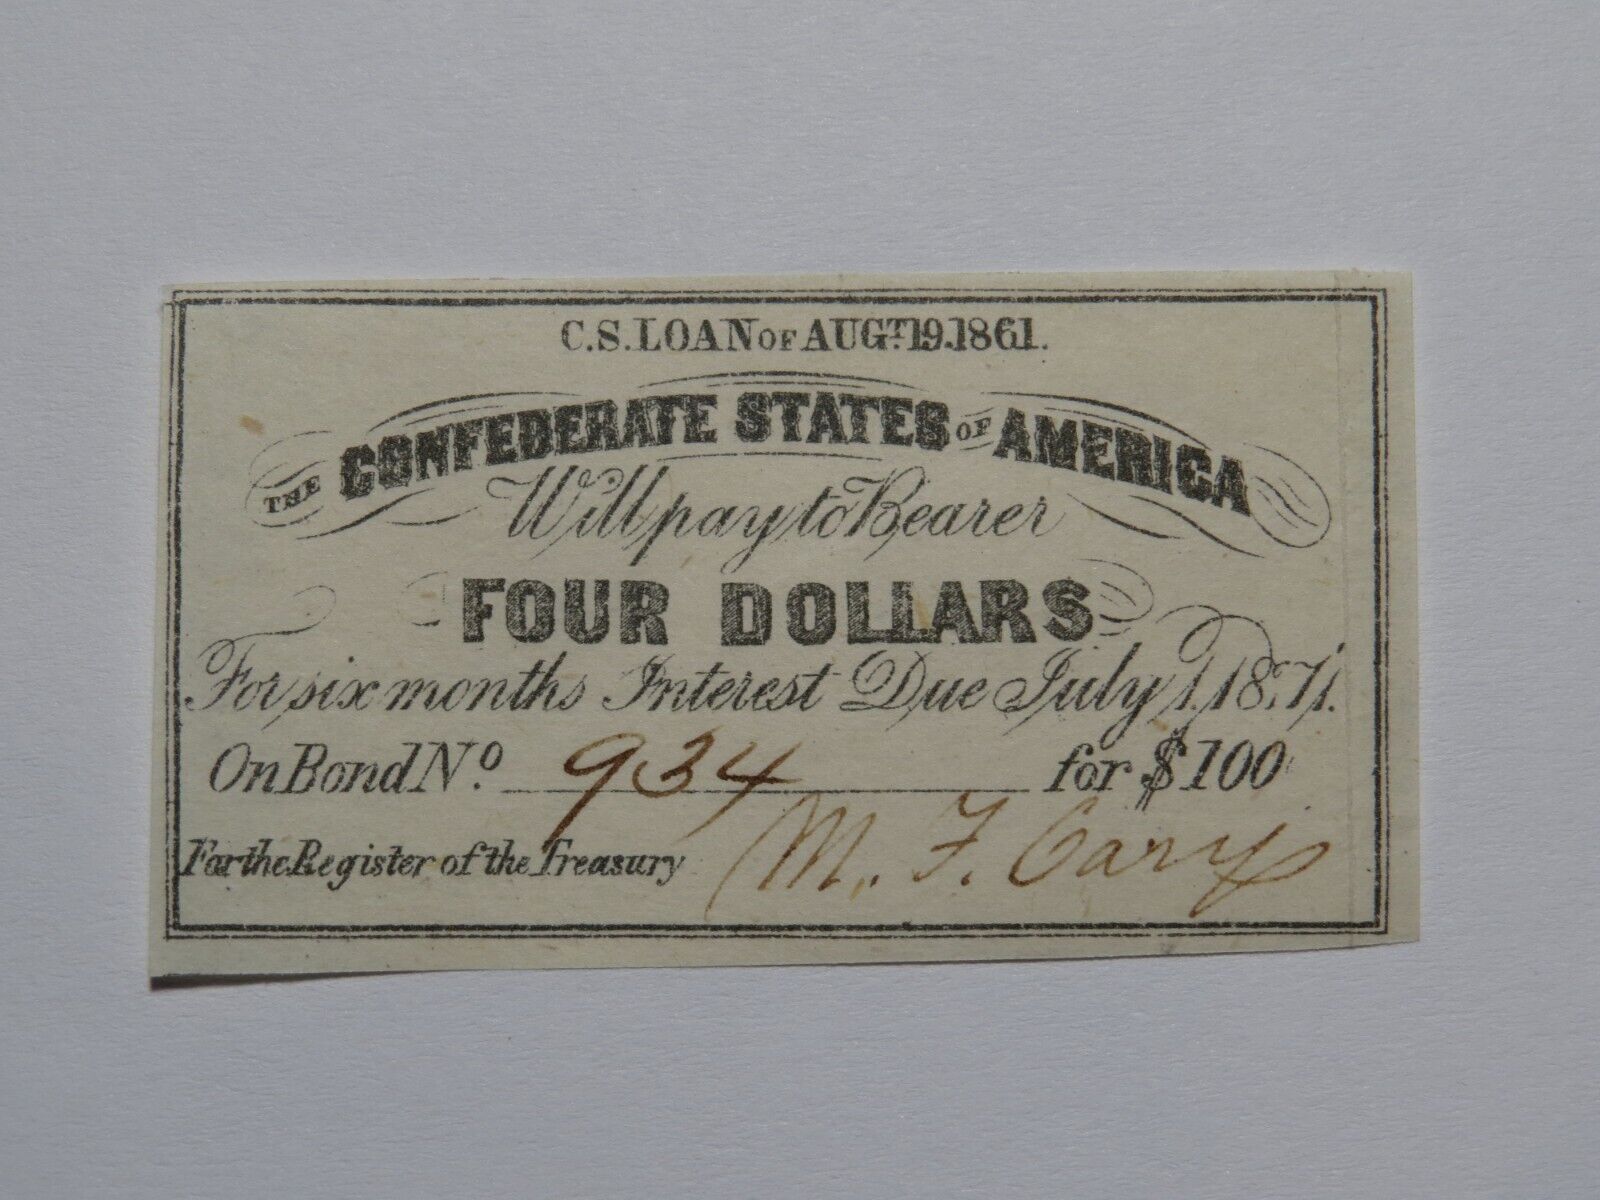 C.S. LOAN OF AUGT. 19. 1861.
THE CONFEDERATE STATES OF AMERICA
Will pay to Bearer
FOUR DOLLARS
For six months Interest Due July 1. 1871.
On Bond No. 934 for $100
For the Register of the Treasury M. F. Cary